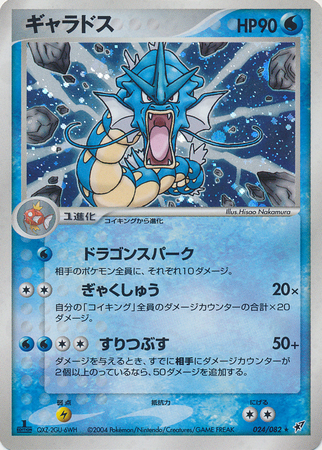 ギャラドス HP90
Illus.Hisao Nakamura
1進化 コイキングから進化
ドラゴンスパーク
相手のポケモン全員に、それぞれ10ダメージ。
ぎゃくしゅう 20×
自分の「コイキング」全員のダメージカウンターの合計×20
ダメージ。
すりつぶす 50+
ダメージを与えるとき、すでに相手にダメージカウンター
が2個以上のっているなら、50ダメージを追加する。
弱点 抵抗力 にげる
1 QXZ-2GU-6WH ©2004 Pokémon/Nintendo/Creatures/GAME FREAK 024/082 ★